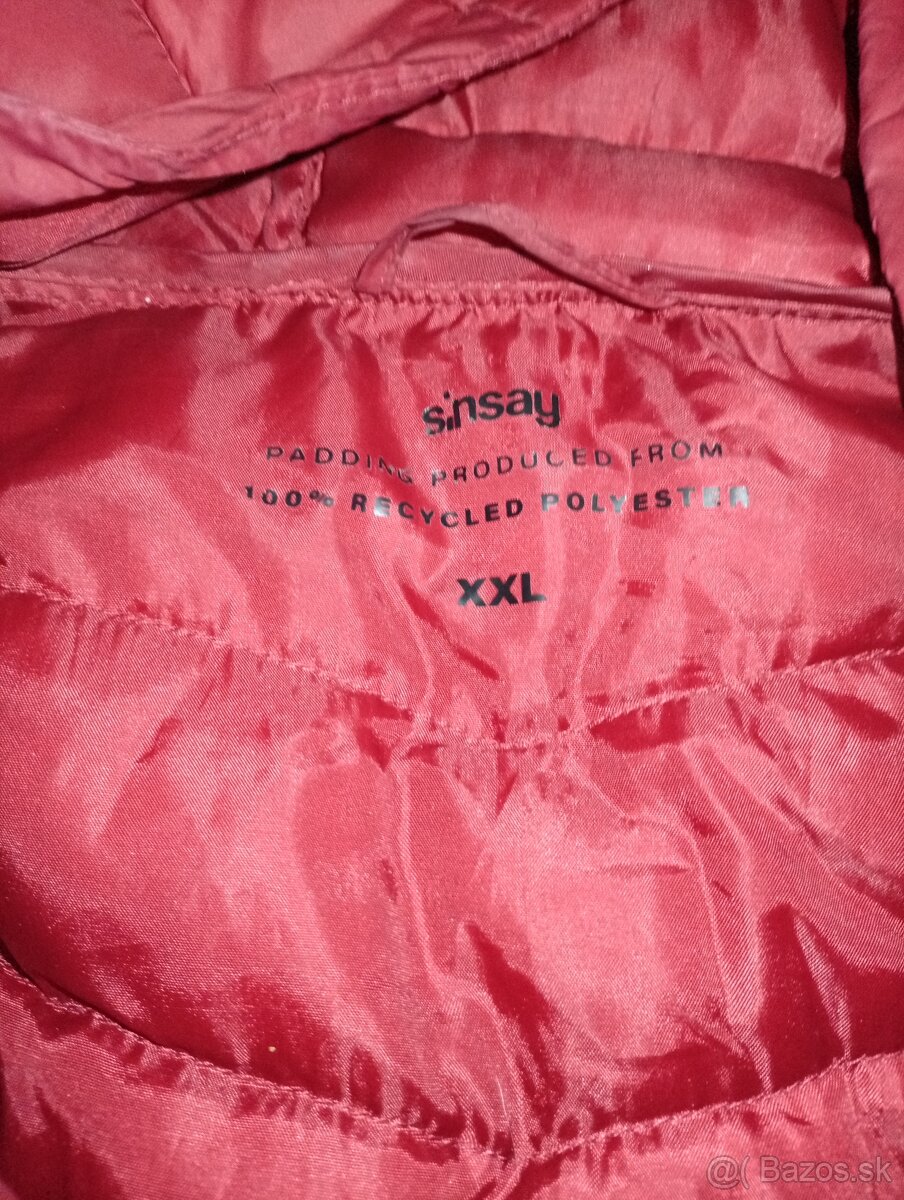 sinsay
PADDING PRODUCED FROM
100% RECYCLED POLYESTER
XXL
@( Bazos.sk